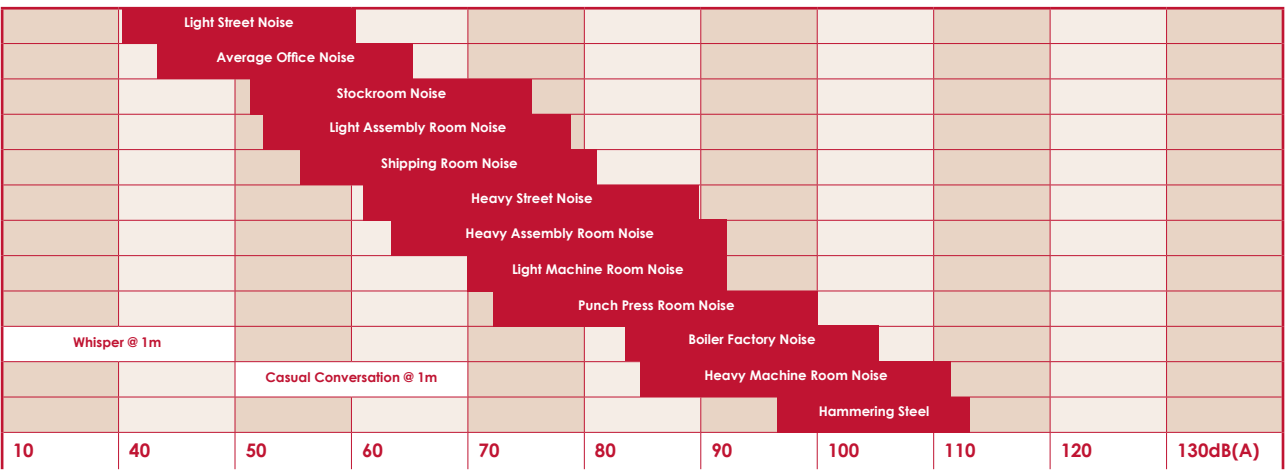 Light Street Noise
Average Office Noise
Stockroom Noise
Light Assembly Room Noise
Shipping Room Noise
Heavy Street Noise
Heavy Assembly Room Noise
Light Machine Room Noise
Punch Press Room Noise
Whisper @ 1m Boiler Factory Noise
Casual Conversation @ 1m Heavy Machine Room Noise
Hammering Steel
10 40 50 60 70 80 90 100 110 120 130dB(A)